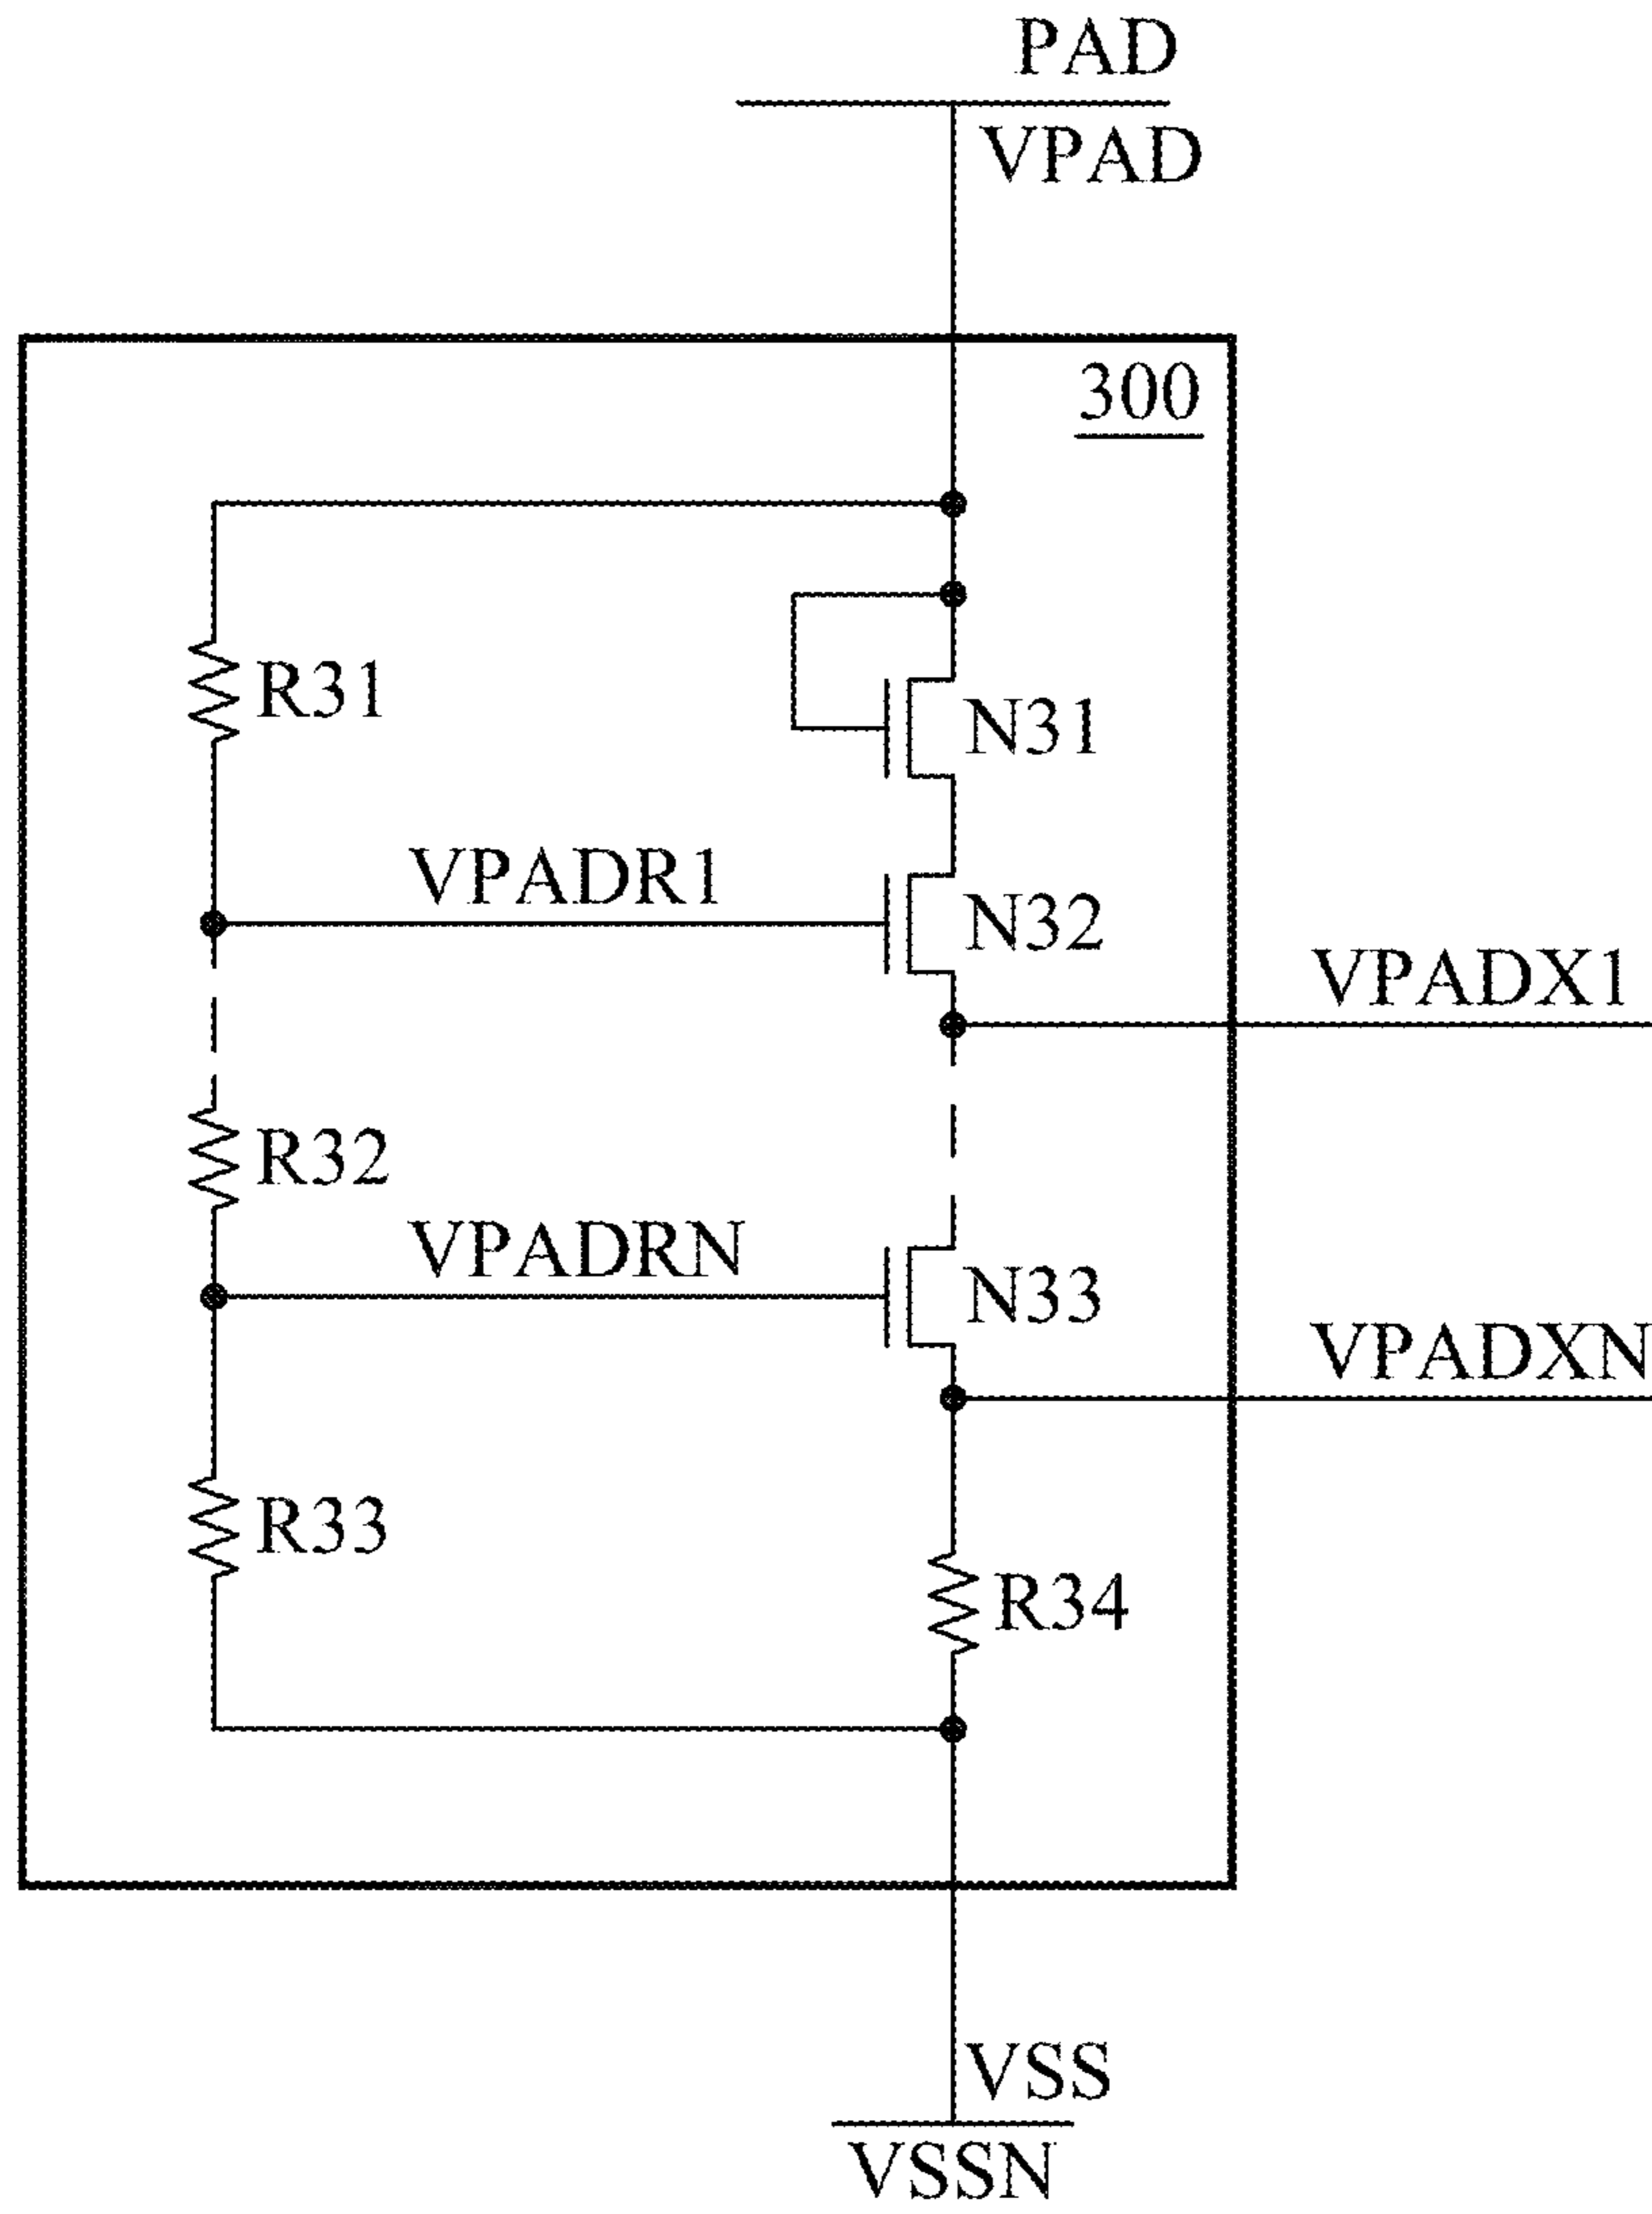 PAD
VPAD
300
R31
N31
VPADR1
N32
VPADX1
R32
VPADRN
N33
VPADXN
R33
R34
VSS
VSSN